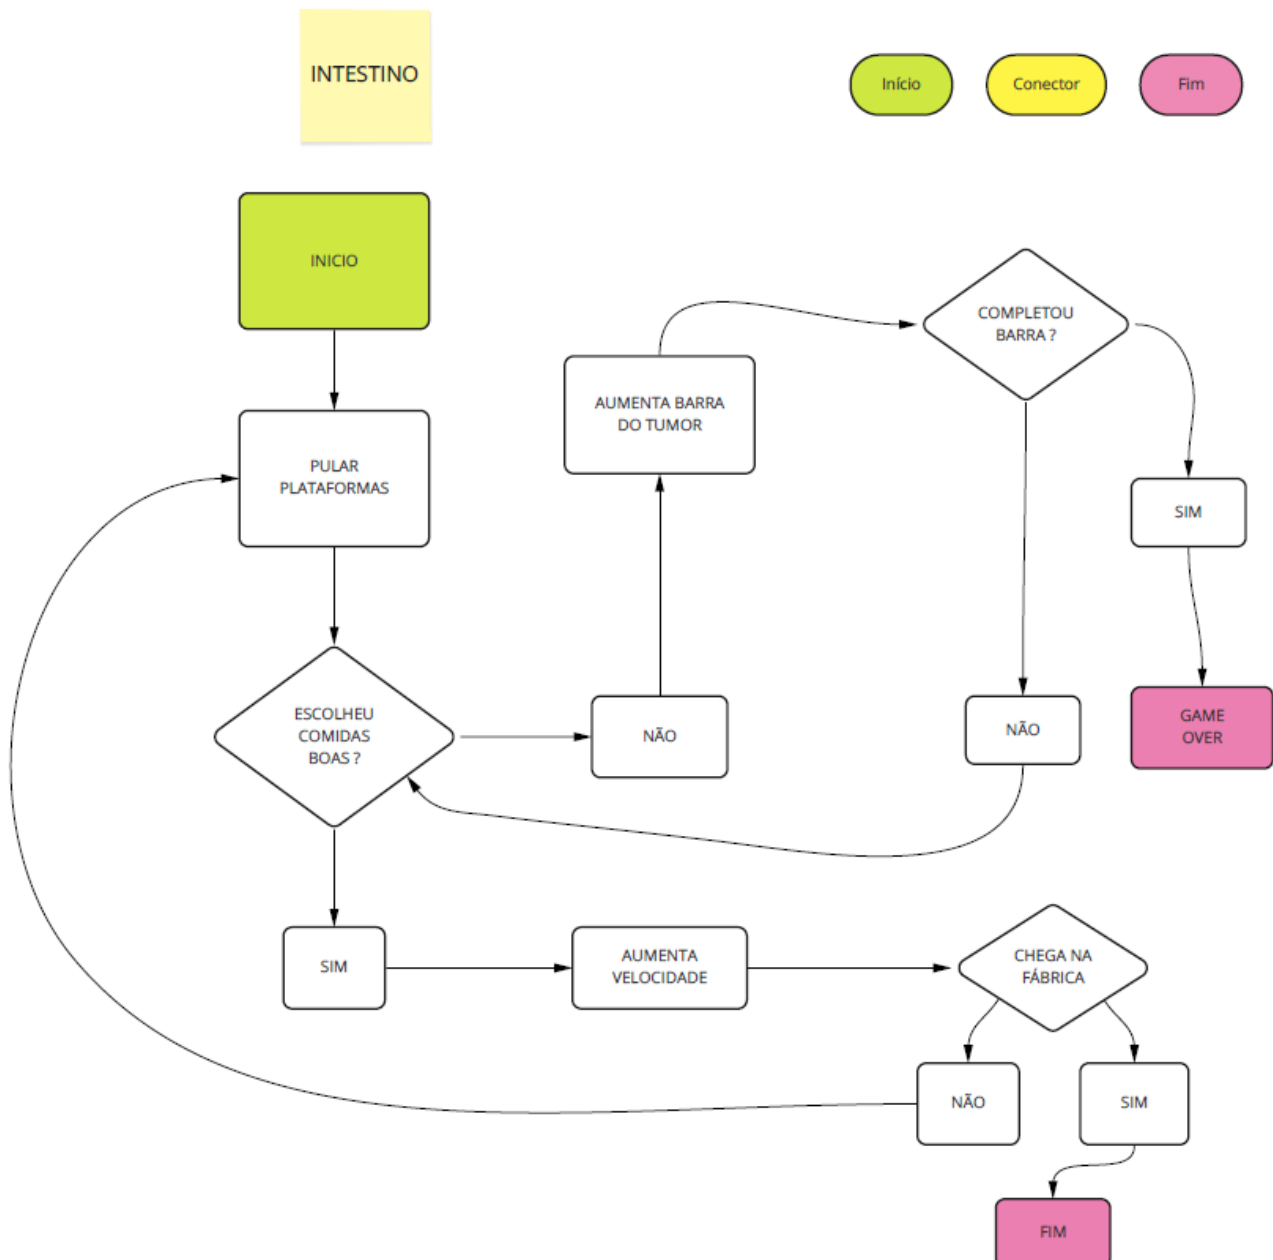 INTESTINO
Início
Conector
Fim
INICIO
PULAR
PLATAFORMAS
ESCOLHEU
COMIDAS
BOAS ?
NÃO
AUMENTA BARRA
DO TUMOR
COMPLETOU
BARRA ?
SIM
GAME
OVER
NÃO
SIM
AUMENTA
VELOCIDADE
CHEGA NA
FÁBRICA
NÃO
SIM
FIM